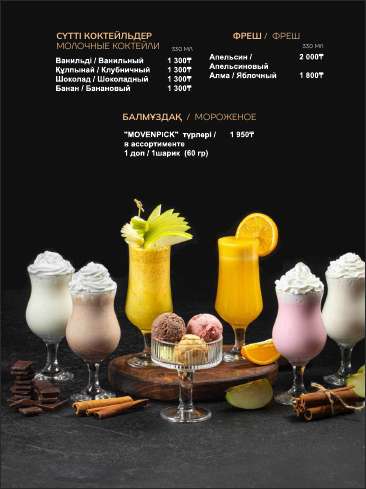 СҮТТІ КОКТЕЙЛЬДЕР
МОЛОЧНЫЕ КОКТЕЙЛИ 330 МЛ
Ванильді / Ванильный 1 300₸
Құлпынай / Клубничный 1 300₸
Шоколад / Шоколадный 1 300₸
Банан / Банановый 1 300₸
ФРЕШ / ФРЕШ
330 МЛ
Апельсин / 2 000₸
Апельсиновый
Алма / Яблочный 1 800₸
БАЛМҰЗДАҚ / МОРОЖЕНОЕ
"MOVENPICK" түрлері / 1 950₸
в ассортименте
1 доп / 1шарик (60 гр)